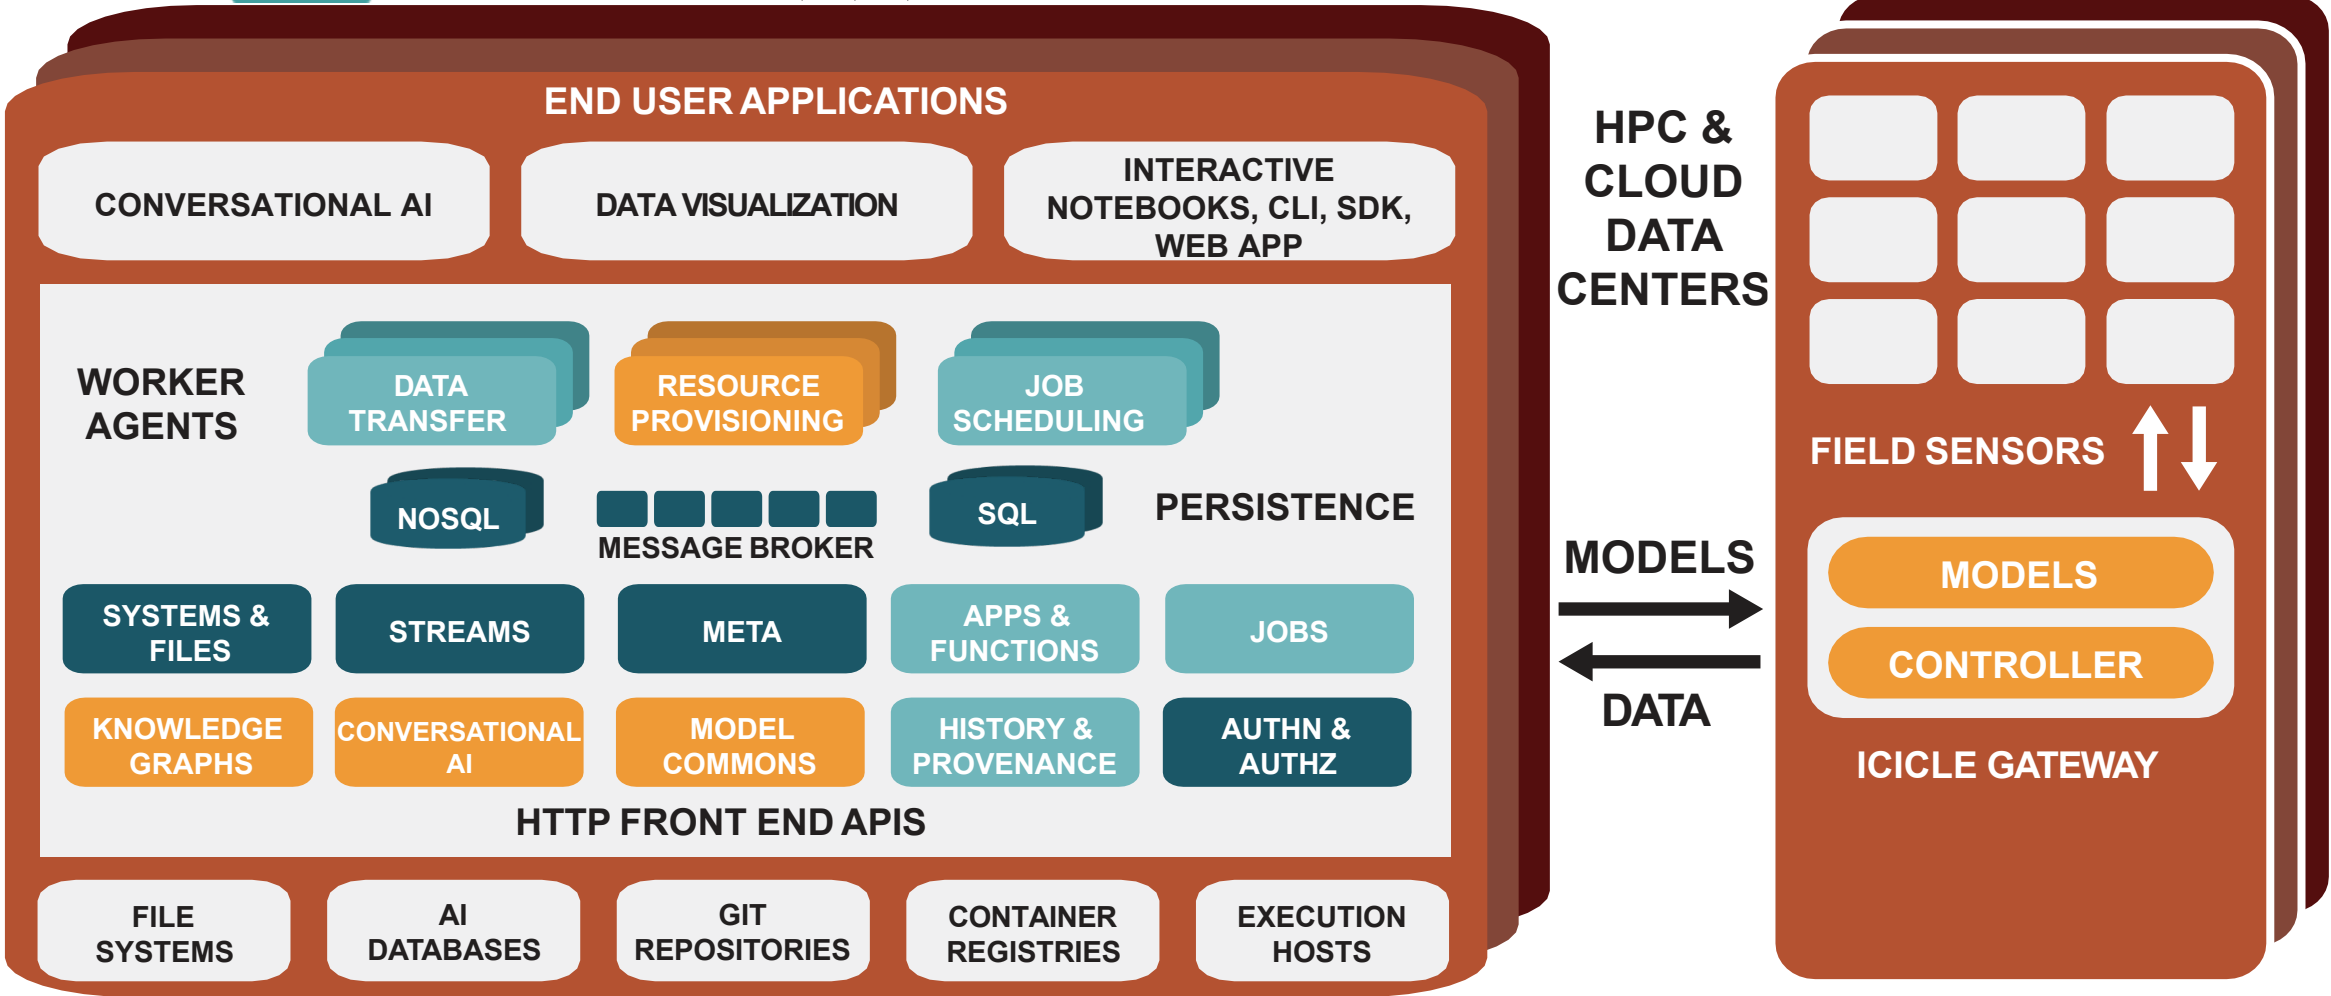 END USER APPLICATIONS
CONVERSATIONAL AI
DATA VISUALIZATION
INTERACTIVE
NOTEBOOKS, CLI, SDK,
WEB APP
WORKER
AGENTS
DATA
TRANSFER
RESOURCE
PROVISIONING
JOB
SCHEDULING
NOSQL
MESSAGE BROKER
SQL
PERSISTENCE
SYSTEMS &
FILES
STREAMS
META
APPS &
FUNCTIONS
JOBS
KNOWLEDGE
GRAPHS
CONVERSATIONAL
AI
MODEL
COMMONS
HISTORY &
PROVENANCE
AUTHN &
AUTHZ
HTTP FRONT END APIS
FILE
SYSTEMS
AI
DATABASES
GIT
REPOSITORIES
CONTAINER
REGISTRIES
EXECUTION
HOSTS
HPC &
CLOUD
DATA
CENTERS
MODELS
DATA
FIELD SENSORS
MODELS
CONTROLLER
ICICLE GATEWAY